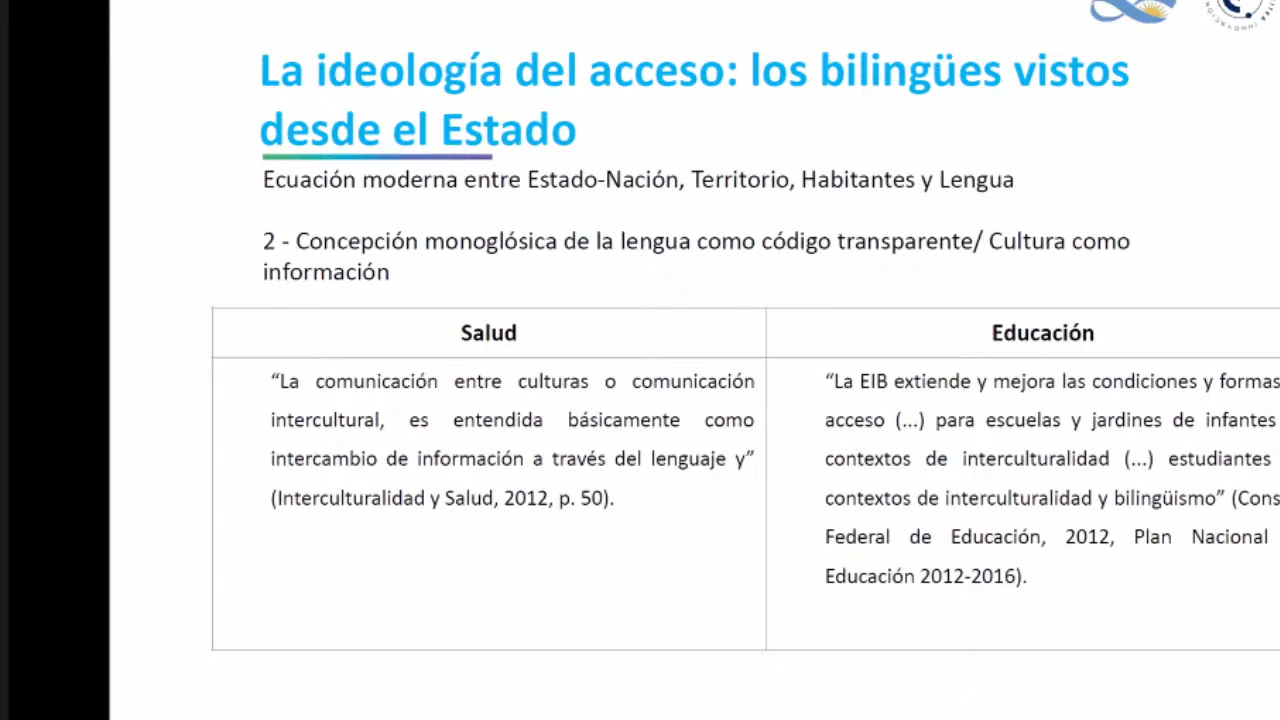 La ideología del acceso: los bilingües vistos
desde el Estado
Ecuación moderna entre Estado-Nación, Territorio, Habitantes y Lengua
2 - Concepción monoglósica de la lengua como código transparente/ Cultura como
información
Salud
“La comunicación entre culturas o comunicación
intercultural, es entendida básicamente como
intercambio de información a través del lenguaje y”
(Interculturalidad y Salud, 2012, p. 50).
Educación
“La EIB extiende y mejora las condiciones y formas
acceso (...) para escuelas y jardines de infantes
contextos de interculturalidad (...) estudiantes
contextos de interculturalidad y bilingüismo” (Cons
Federal de Educación, 2012, Plan Nacional
Educación 2012-2016).